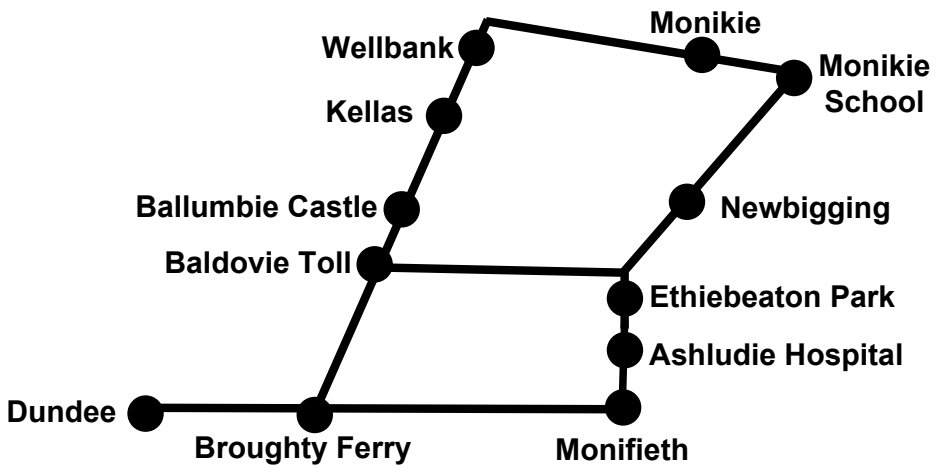 Monikie
Wellbank
Monikie
School
Kellas
Ballumbie Castle
Newbigging
Baldovie Toll
Ethiebeaton Park
Ashludie Hospital
Dundee
Broughty Ferry
Monifieth